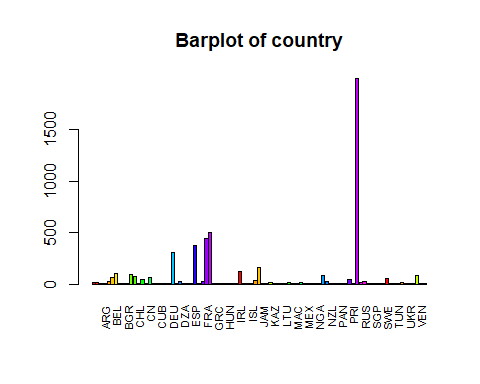 Barplot of country
1500
1000
500
0
ARG
BEL
BGR
CHL
CN
CUB
DEU
DZA
ESP
FRA
GRC
HUN
IRL
ISL
JAM
KAZ
LTU
MAC
MEX
NGA
NZL
PAN
PRI
RUS
SGP
SWE
TUN
UKR
VEN